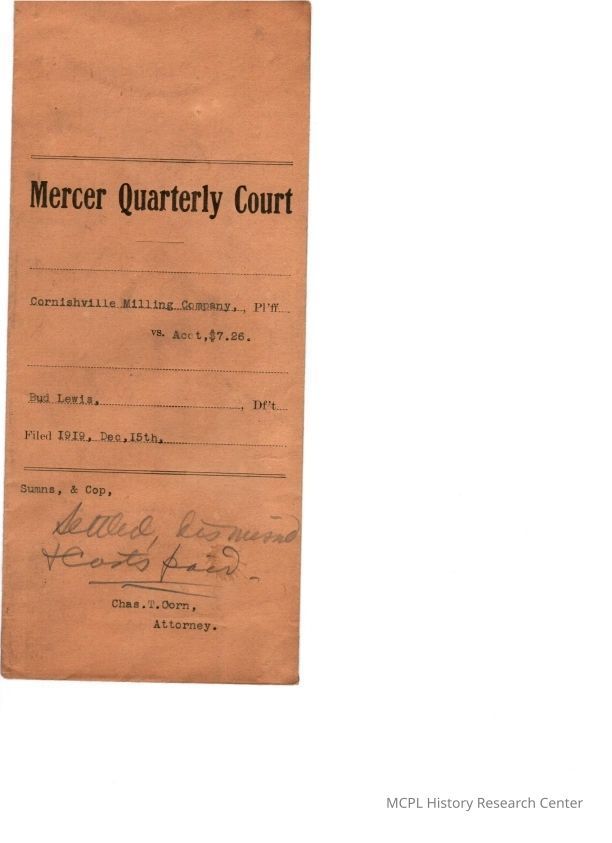 Mercer Quarterly Court
Cornishville Milling Company, , Pl'ff
vs. Acct,$7.26.
Bud Lewis, , Df't
Filed 1919, Dec,15th,
Sumns, & Cop,
Settled, dismissed
& Costs paid.
Chas.T.Corn,
Attorney.
MCPL History Research Center